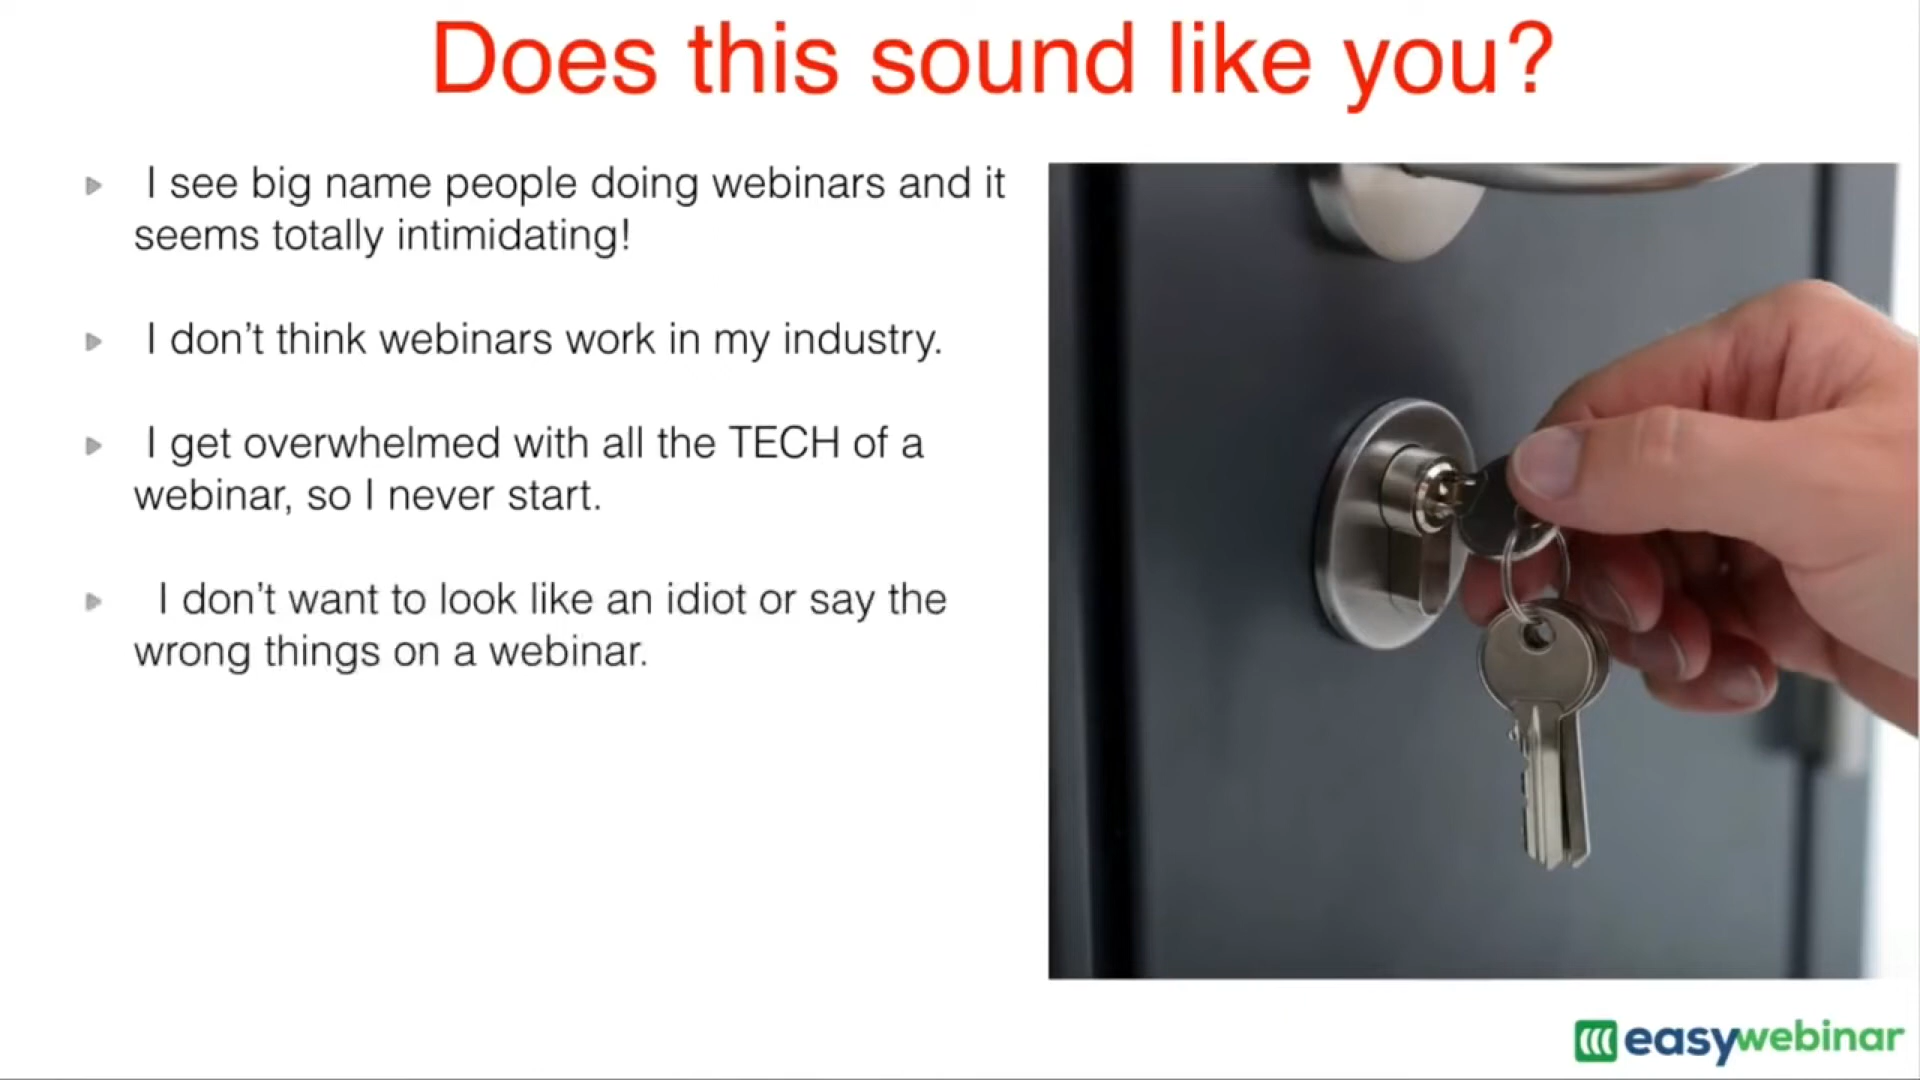 Does this sound like you?
I see big name people doing webinars and it
seems totally intimidating!
I don't think webinars work in my industry.
I get overwhelmed with all the TECH of a
webinar, so I never start.
I don't want to look like an idiot or say the
wrong things on a webinar.
easywebinar